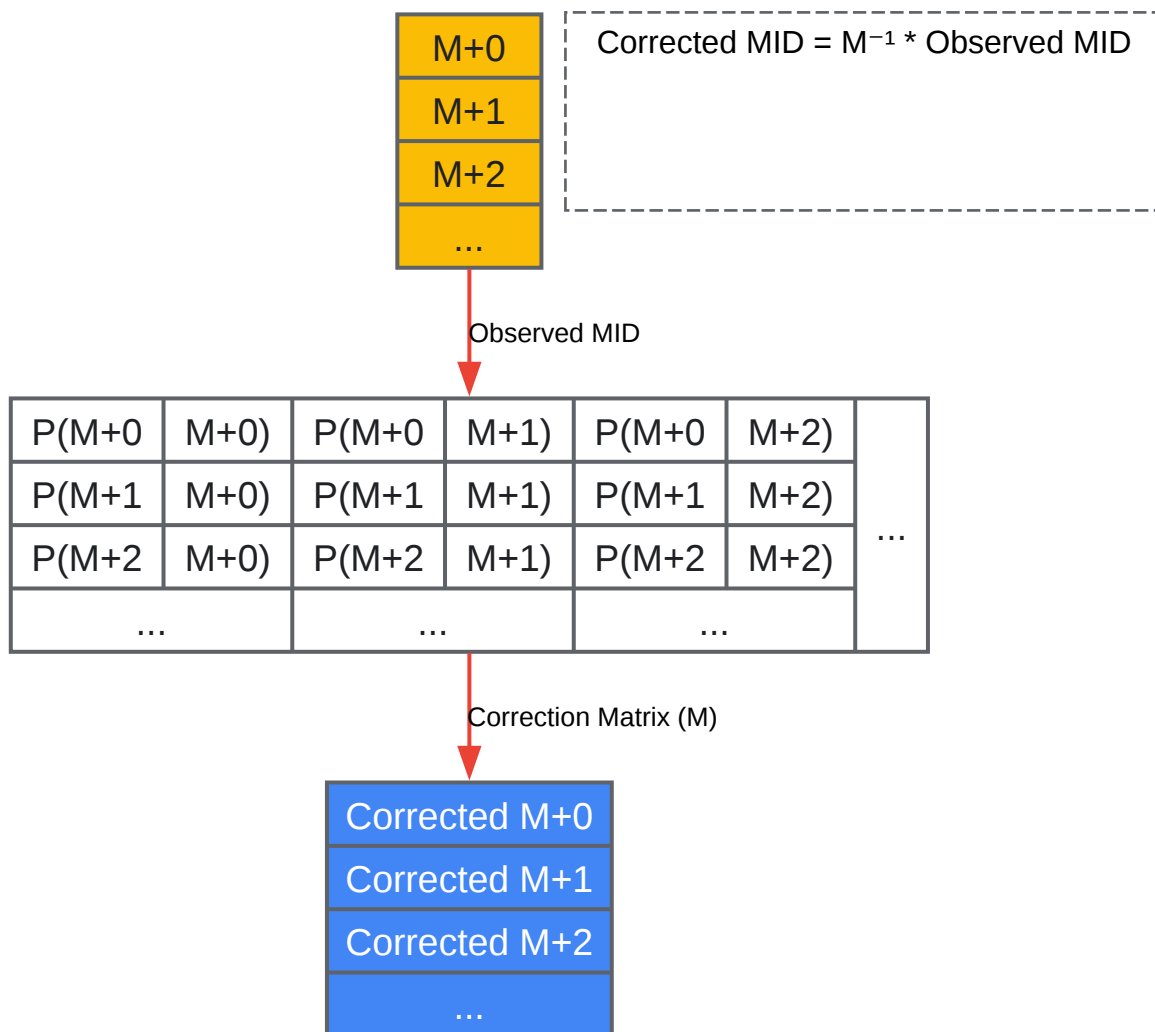 M+0
Corrected MID = M⁻¹ * Observed MID
M+1
M+2
...
Observed MID
P(M+0 M+0) P(M+0 M+1) P(M+0 M+2)
P(M+1 M+0) P(M+1 M+1) P(M+1 M+2)
...
P(M+2 M+0) P(M+2 M+1) P(M+2 M+2)
... ... ...
Correction Matrix (M)
Corrected M+0
Corrected M+1
Corrected M+2
...